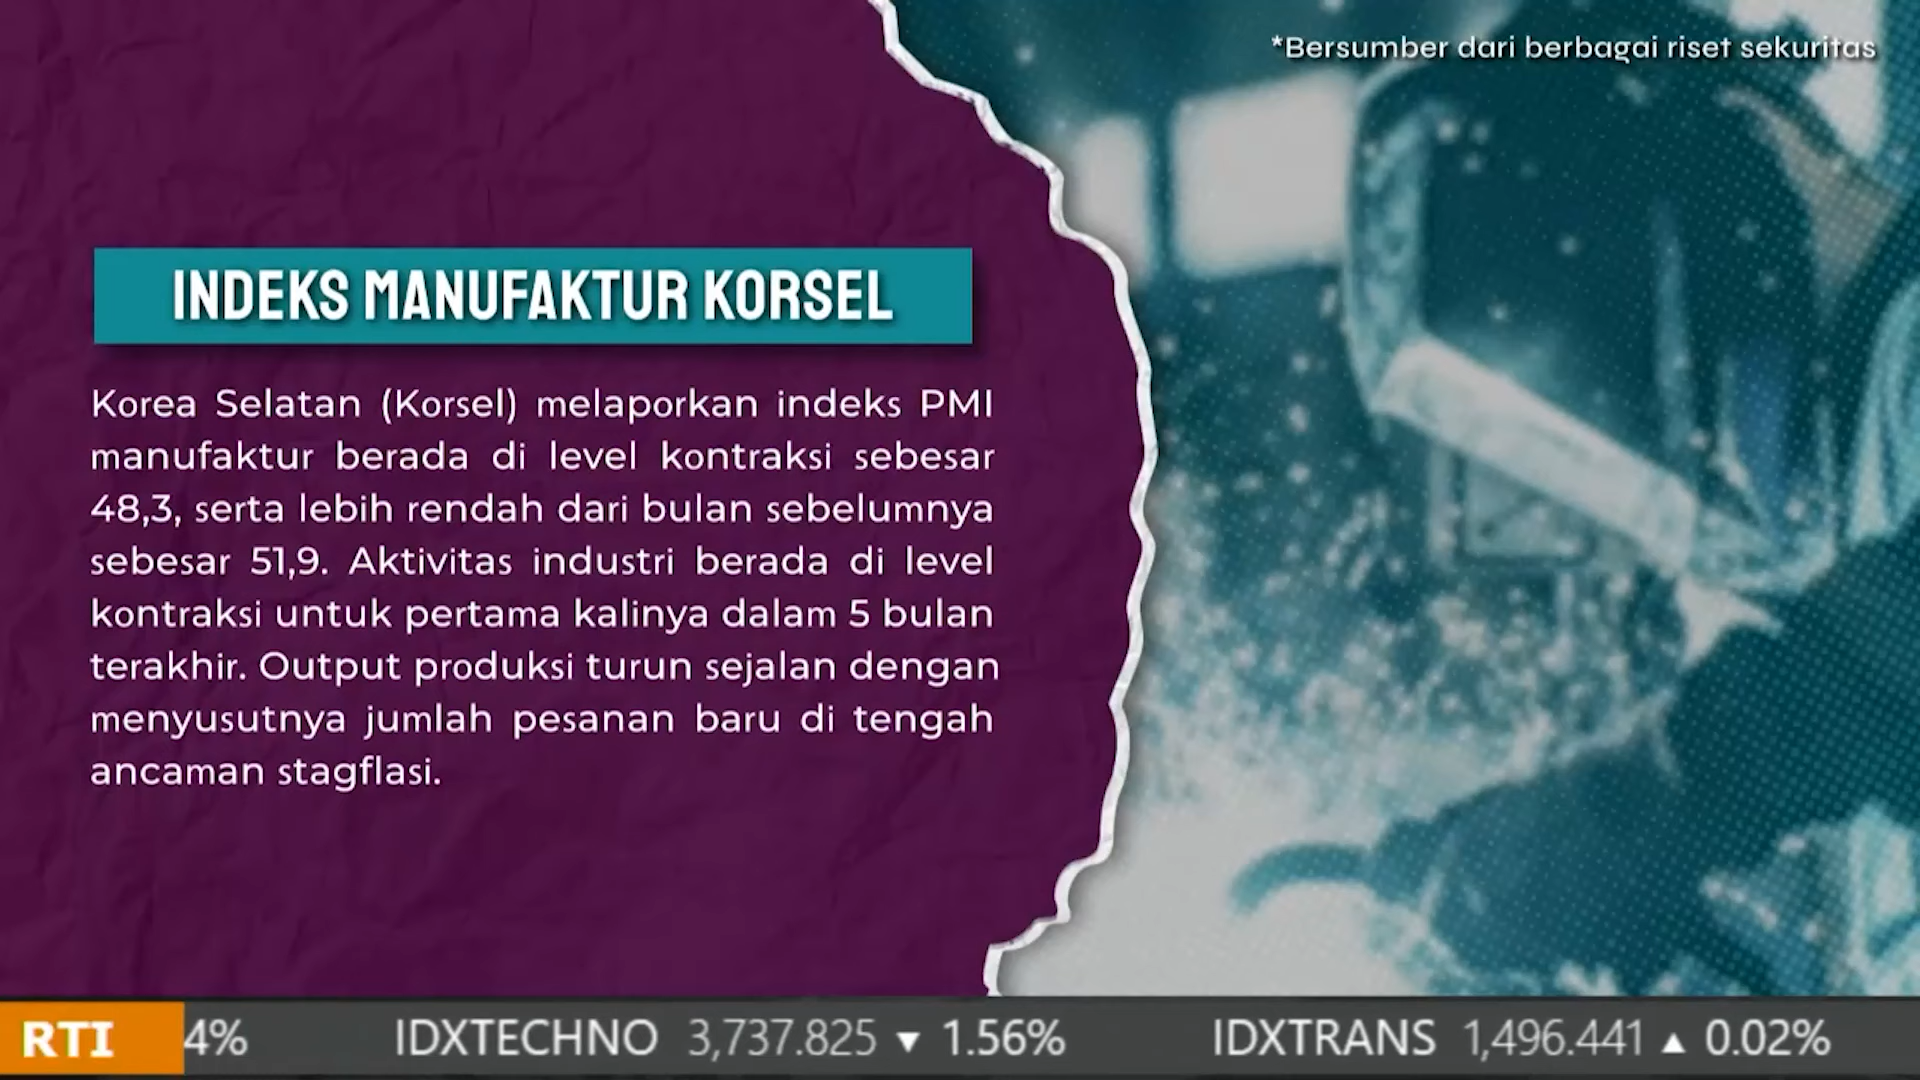 *Bersumber dari berbagai riset sekuritas
INDEKS MANUFAKTUR KORSEL
Korea Selatan (Korsel) melaporkan indeks PMI
manufaktur berada di level kontraksi sebesar
48,3, serta lebih rendah dari bulan sebelumnya
sebesar 51,9. Aktivitas industri berada di level
kontraksi untuk pertama kalinya dalam 5 bulan
terakhir. Output produksi turun sejalan dengan
menyusutnya jumlah pesanan baru di tengah
ancaman stagflasi.
RTI 4% IDXTECHNO 3,737.825 ▼ 1.56% IDXTRANS 1,496.441 ▲ 0.02%